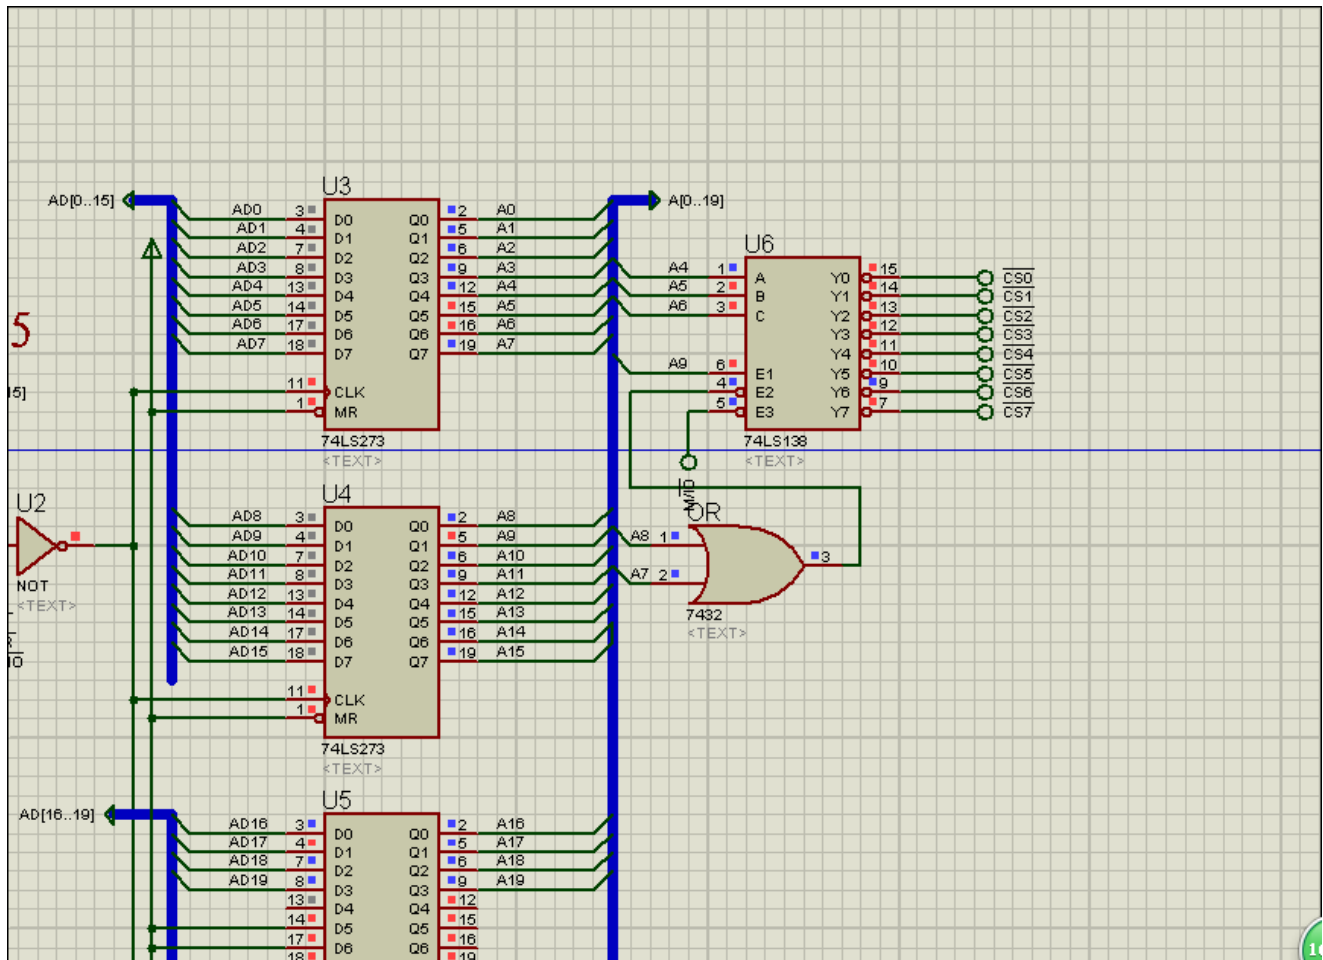 U3
AD[0..15]
A[0..19]
AD0 3 D0 Q0 2 A0
AD1 4 D1 Q1 5 A1
AD2 7 D2 Q2 6 A2
AD3 8 D3 Q3 9 A3
AD4 13 D4 Q4 12 A4
AD5 14 D5 Q5 15 A5
AD6 17 D6 Q6 16 A6
AD7 18 D7 Q7 19 A7
11 CLK
1 MR
74LS273
<TEXT>
U6
A4 1 A Y0 15 CS0
A5 2 B Y1 14 CS1
A6 3 C Y2 13 CS2
Y3 12 CS3
Y4 11 CS4
A9 6 E1 Y5 10 CS5
4 E2 Y6 9 CS6
5 E3 Y7 7 CS7
74LS138
<TEXT>
M/IO
5
15]
U2
NOT
<TEXT>
U4
AD8 3 D0 Q0 2 A8
AD9 4 D1 Q1 5 A9
AD10 7 D2 Q2 6 A10
AD11 8 D3 Q3 9 A11
AD12 13 D4 Q4 12 A12
AD13 14 D5 Q5 15 A13
AD14 17 D6 Q6 16 A14
AD15 18 D7 Q7 19 A15
11 CLK
1 MR
74LS273
<TEXT>
OR
A8 1
A7 2
3
7432
<TEXT>
U5
AD[16..19]
AD16 3 D0 Q0 2 A16
AD17 4 D1 Q1 5 A17
AD18 7 D2 Q2 6 A18
AD19 8 D3 Q3 9 A19
13 D4 Q4 12
14 D5 Q5 15
17 D6 Q6 16
18 19